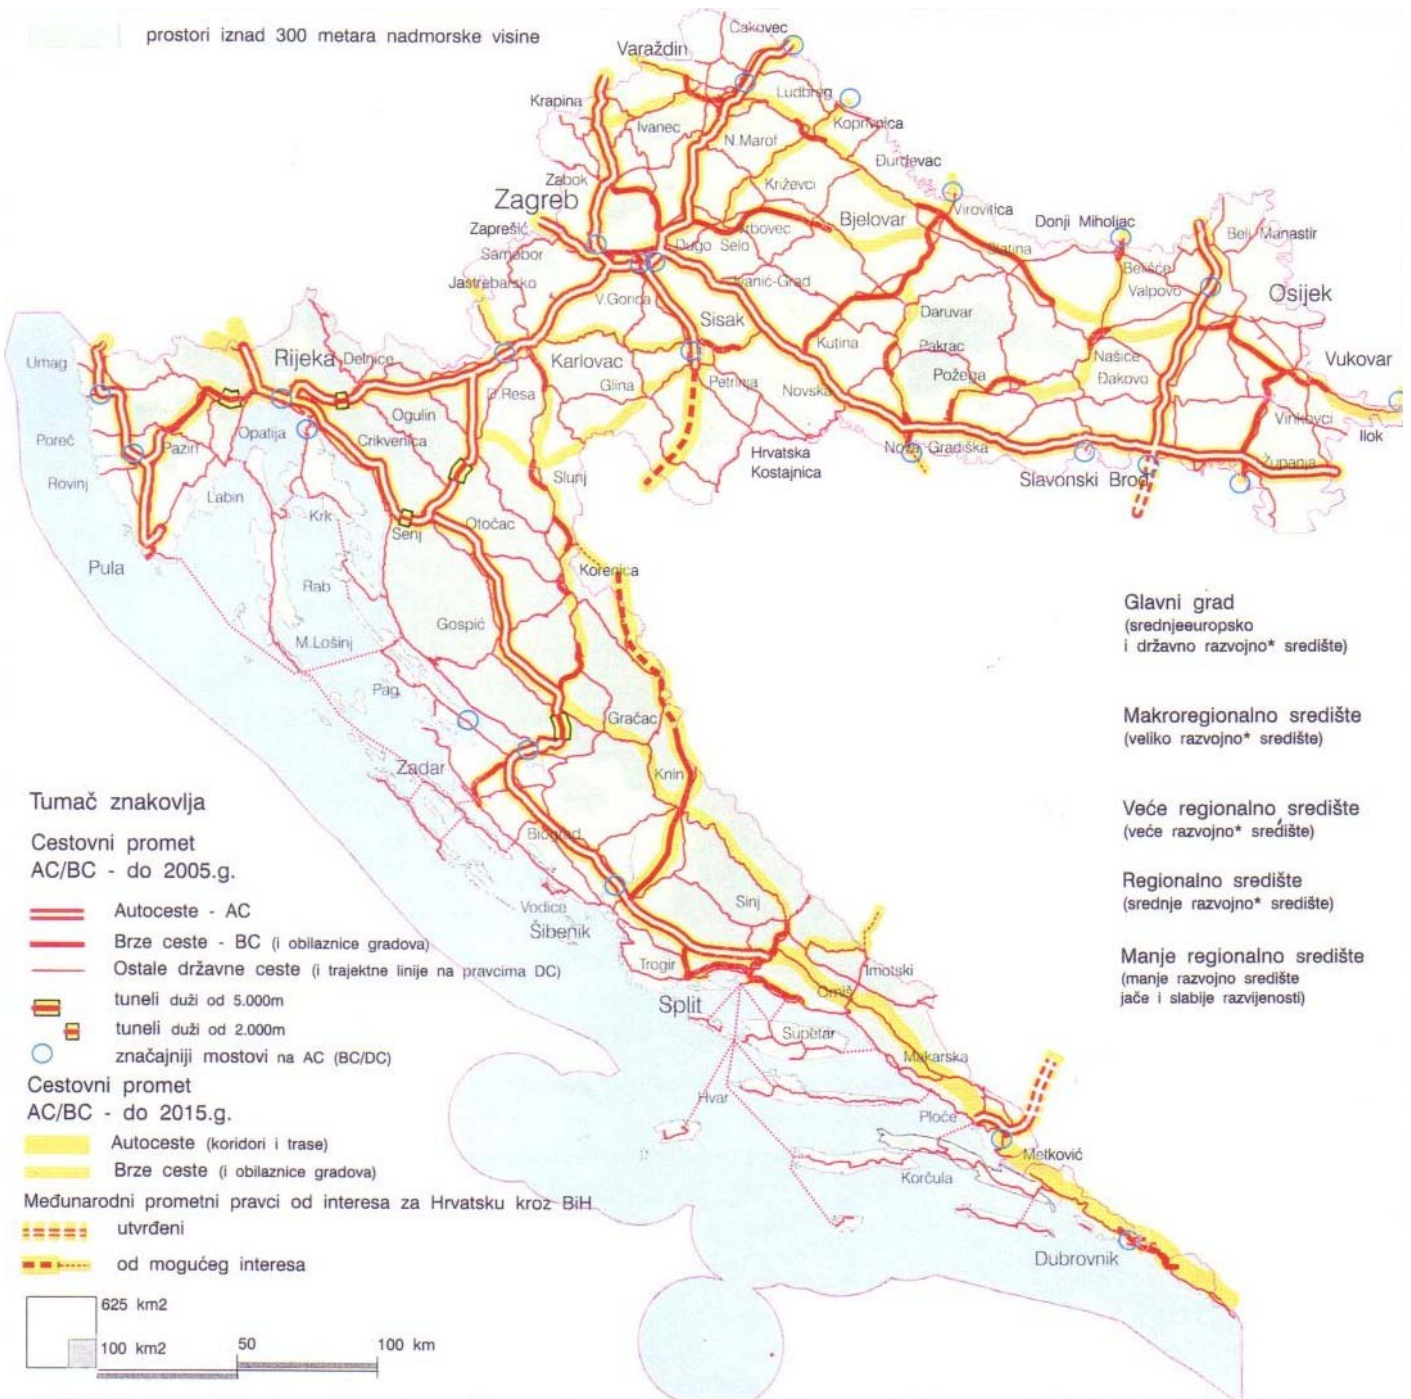 prostori iznad 300 metara nadmorske visine
Čakovec
Varaždin
Ludbreg
Krapina
Koprivnica
Ivanec
N.Marof
Đurđevac
Zabok
Križevci
Zagreb
Virovitica
Bjelovar
Donji Miholjac
Zaprešić
Vrbovec
Beli Manastir
Dugo Selo
Slatina
Samobor
Belišće
Jastrebarsko
Ivanić-Grad
Valpovo
Osijek
V.Gorica
Daruvar
Sisak
Rijeka
Delnice
Kutina
Pakrac
Našice
Vukovar
Umag
Karlovac
Požega
Đakovo
Glina
Petrinja
Novska
D.Resa
Ogulin
Vinkovci
Poreč
Opatija
Crikvenica
Ilok
Pazin
Hrvatska
Kostajnica
Nova Gradiška
Županja
Rovinj
Labin
Slunj
Slavonski Brod
Krk
Otočac
Senj
Pula
Korenica
Rab
Gospić
M.Lošinj
Pag
Gračac
Zadar
Knin
Biograd
Vodice
Sinj
Šibenik
Trogir
Imotski
Split
Omiš
Supetar
Makarska
Hvar
Ploče
Metković
Korčula
Dubrovnik
Glavni grad
(srednjeeuropsko
i državno razvojno* središte)
Makroregionalno središte
(veliko razvojno* središte)
Veće regionalno središte
(veće razvojno* središte)
Regionalno središte
(srednje razvojno* središte)
Manje regionalno središte
(manje razvojno središte
jače i slabije razvijenosti)
Tumač znakovlja
Cestovni promet
AC/BC - do 2005.g.
Autoceste - AC
Brze ceste - BC (i obilaznice gradova)
Ostale državne ceste (i trajektne linije na pravcima DC)
tuneli duži od 5.000m
tuneli duži od 2.000m
značajniji mostovi na AC (BC/DC)
Cestovni promet
AC/BC - do 2015.g.
Autoceste (koridori i trase)
Brze ceste (i obilaznice gradova)
Međunarodni prometni pravci od interesa za Hrvatsku kroz BiH
utvrđeni
od mogućeg interesa
625 km2
100 km2
50
100 km